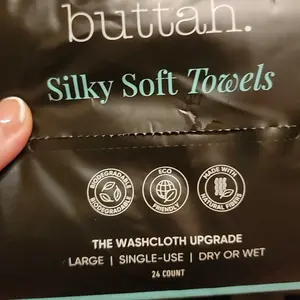 buttah.
Silky Soft Towels
BIODEGRADABLE
BIODEGRADABLE
ECO
FRIENDLY
MADE WITH
NATURAL FIBERS
THE WASHCLOTH UPGRADE
LARGE | SINGLE-USE | DRY OR WET
24 COUNT